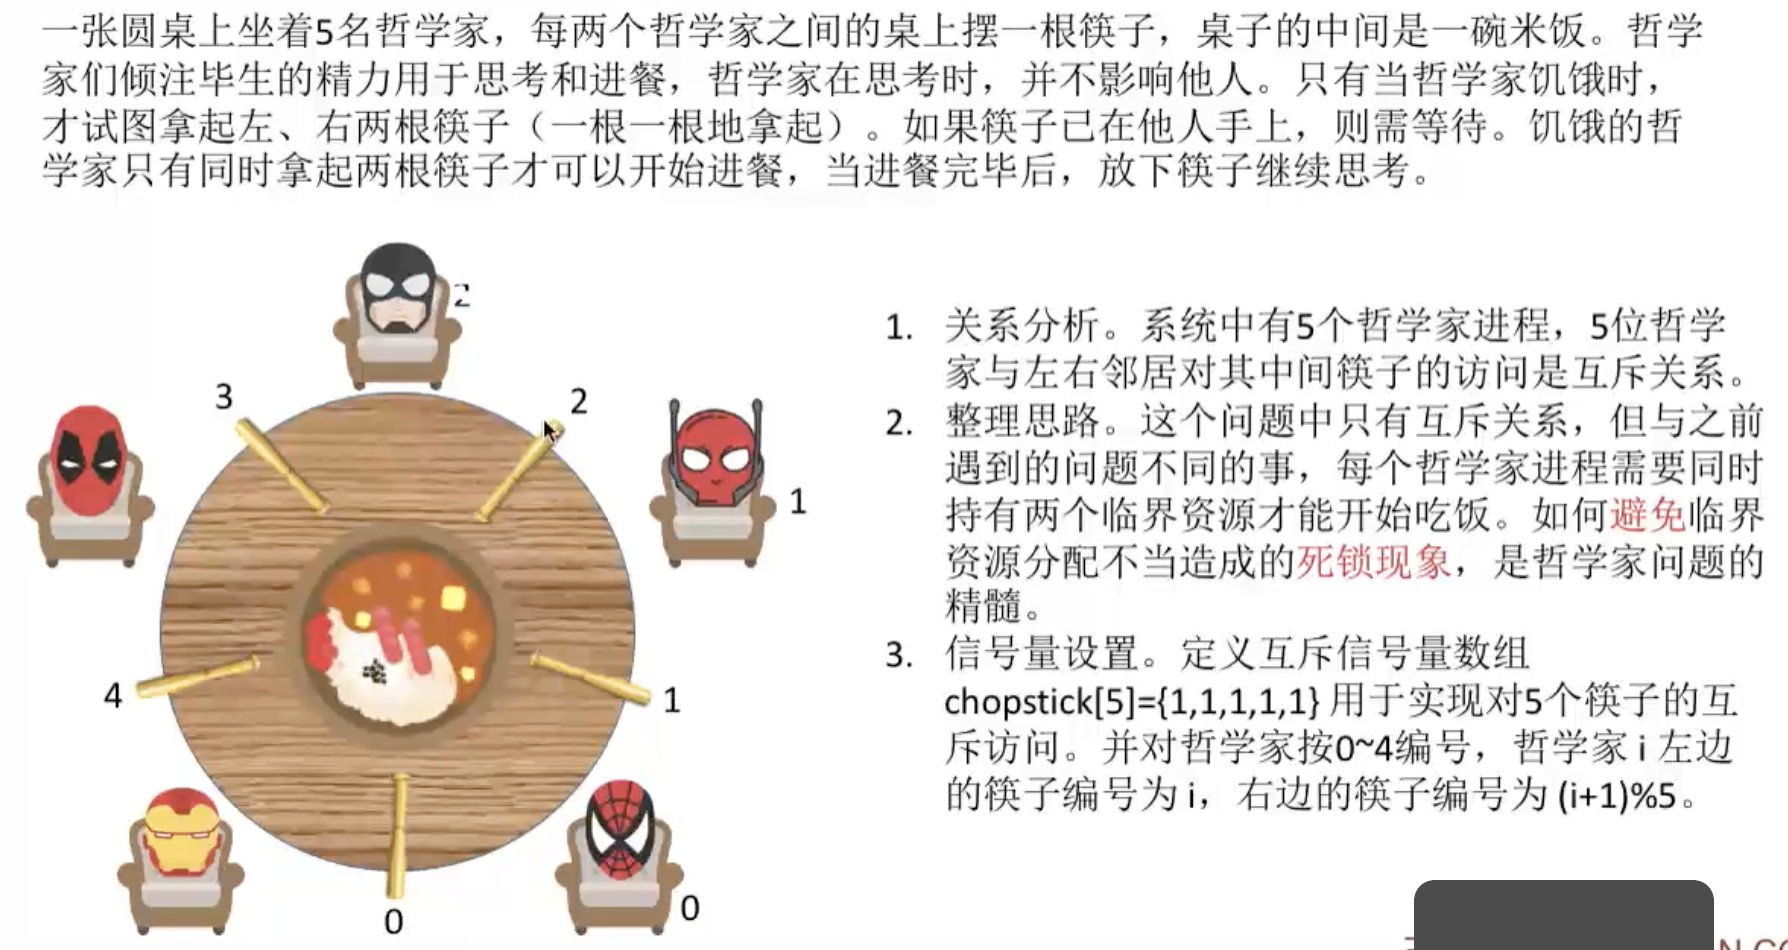 一张圆桌上坐着5名哲学家，每两个哲学家之间的桌上摆一根筷子，桌子的中间是一碗米饭。哲学
家们倾注毕生的精力用于思考和进餐，哲学家在思考时，并不影响他人。只有当哲学家饥饿时，
才试图拿起左、右两根筷子（一根一根地拿起）。如果筷子已在他人手上，则需等待。饥饿的哲
学家只有同时拿起两根筷子才可以开始进餐，当进餐完毕后，放下筷子继续思考。
2
3
2
1
4
1
0
0
1. 关系分析。系统中有5个哲学家进程，5位哲学
家与左右邻居对其中间筷子的访问是互斥关系。
2. 整理思路。这个问题中只有互斥关系，但与之前
遇到的问题不同的事，每个哲学家进程需要同时
持有两个临界资源才能开始吃饭。如何避免临界
资源分配不当造成的死锁现象，是哲学家问题的
精髓。
3. 信号量设置。定义互斥信号量数组
chopstick[5]={1,1,1,1,1} 用于实现对5个筷子的互
斥访问。并对哲学家按0~4编号，哲学家 i 左边
的筷子编号为 i，右边的筷子编号为 (i+1)%5。